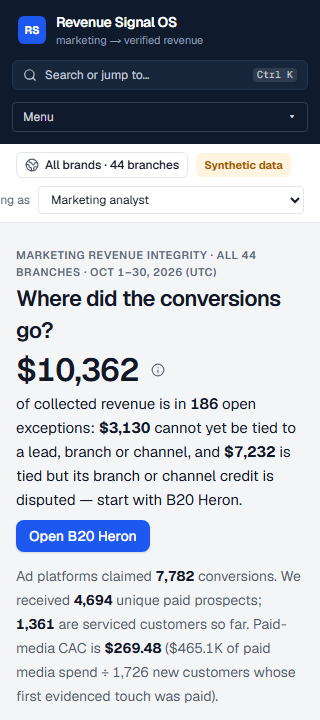 RS
Revenue Signal OS
marketing → verified revenue
Search or jump to...
Ctrl K
Menu
All brands · 44 branches
Synthetic data
ng as
Marketing analyst
MARKETING REVENUE INTEGRITY · ALL 44
BRANCHES · OCT 1–30, 2026 (UTC)
Where did the conversions
go?
$10,362
of collected revenue is in 186 open
exceptions: $3,130 cannot yet be tied to
a lead, branch or channel, and $7,232 is
tied but its branch or channel credit is
disputed — start with B20 Heron.
Open B20 Heron
Ad platforms claimed 7,782 conversions. We
received 4,694 unique paid prospects;
1,361 are serviced customers so far. Paid-
media CAC is $269.48 ($465.1K of paid
media spend ÷ 1,726 new customers whose
first evidenced touch was paid).